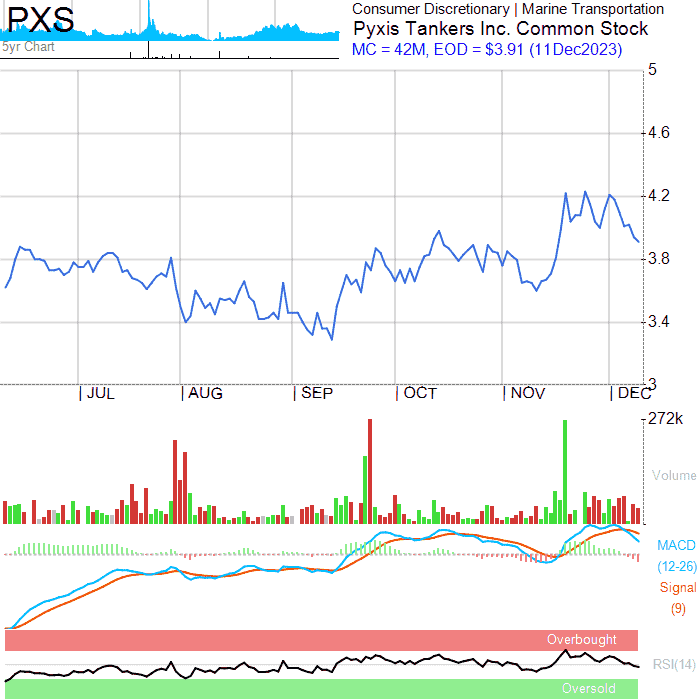 PXS
5yr Chart
Consumer Discretionary | Marine Transportation
Pyxis Tankers Inc. Common Stock
MC = 42M, EOD = $3.91 (11Dec2023)
5
4.6
4.2
3.8
3.4
3
| JUL | AUG | SEP | OCT | NOV | DEC
272k
Volume
MACD
(12-26)
Signal
(9)
Overbought
RSI(14)
Oversold